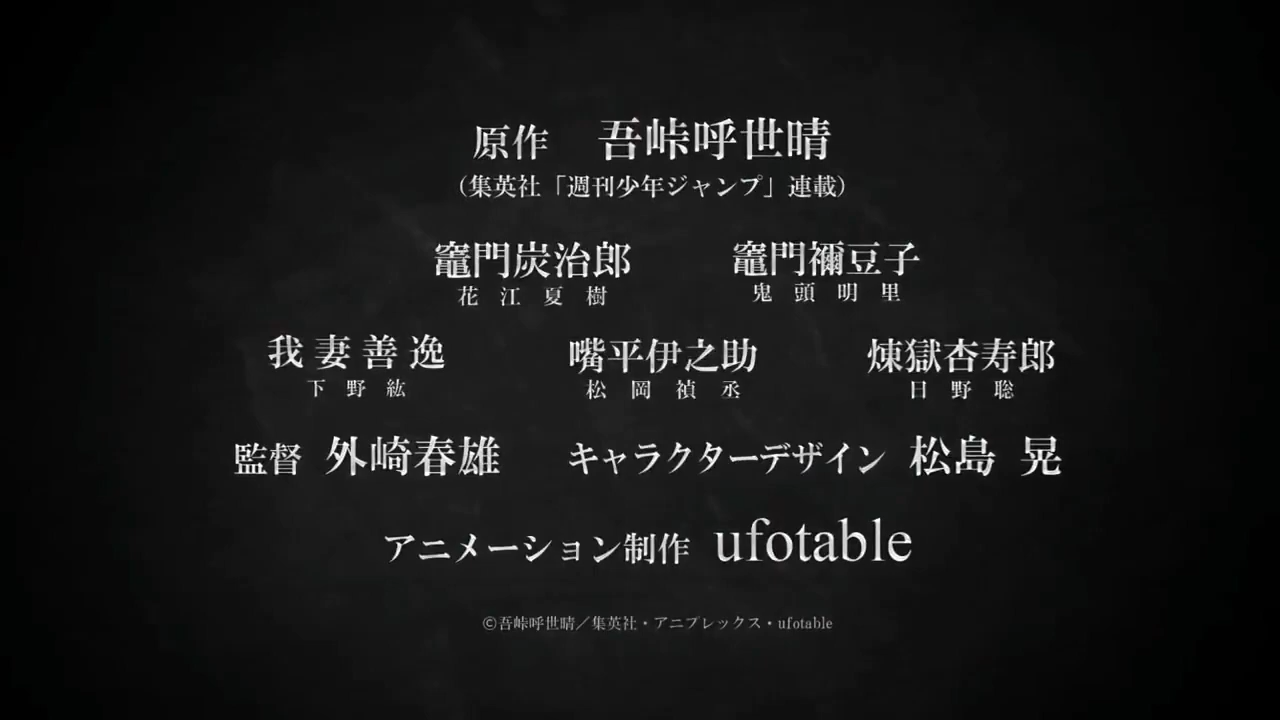 原作 吾峠呼世晴
（集英社「週刊少年ジャンプ」連載）
竈門炭治郎 竈門禰豆子
花江夏樹 鬼頭明里
我妻善逸 嘴平伊之助 煉獄杏寿郎
下野紘 松岡禎丞 日野聡
監督 外崎春雄 キャラクターデザイン 松島 晃
アニメーション制作 ufotable
©吾峠呼世晴／集英社・アニプレックス・ufotable